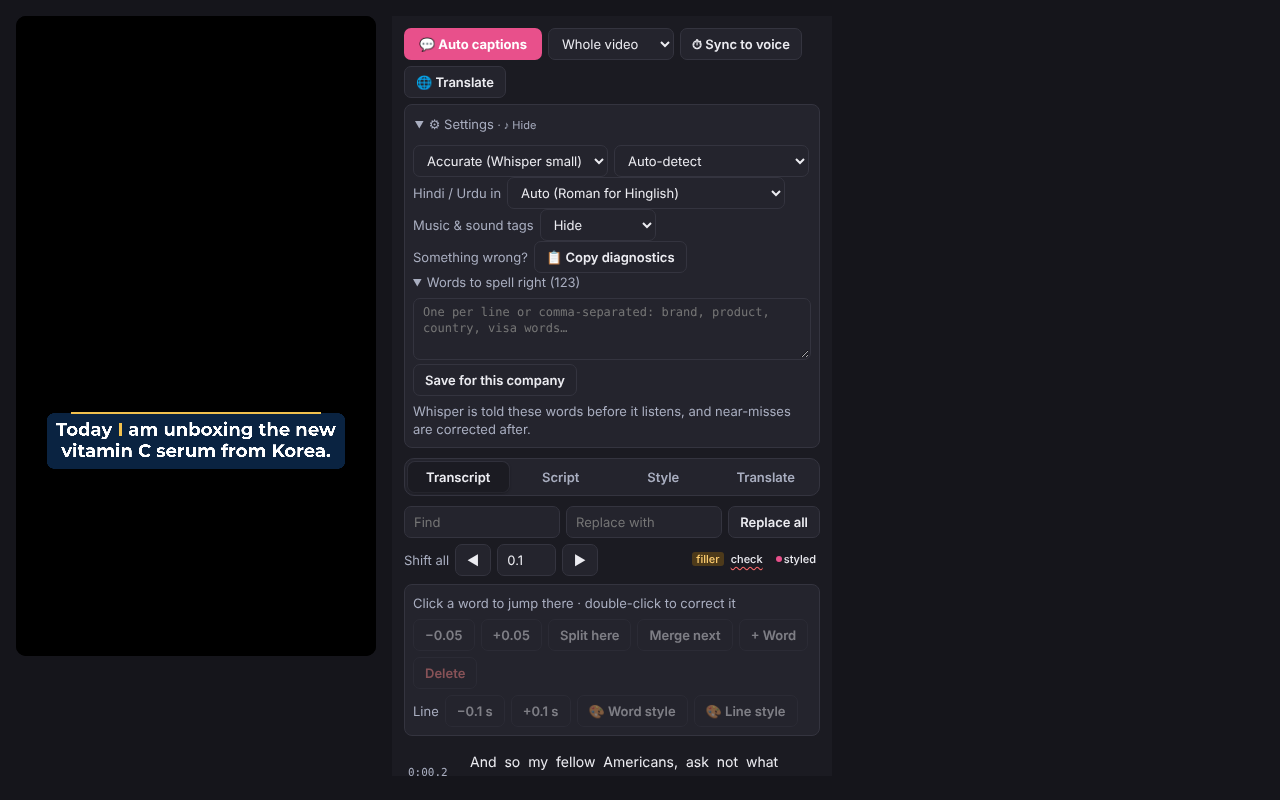 💬 Auto captions
Whole video
⏱ Sync to voice
🌐 Translate
▼ ⚙ Settings · ♪ Hide
Accurate (Whisper small)
Auto-detect
Hindi / Urdu in
Auto (Roman for Hinglish)
Music & sound tags
Hide
Something wrong?
📋 Copy diagnostics
▼ Words to spell right (123)
One per line or comma-separated: brand, product,
country, visa words…
Save for this company
Whisper is told these words before it listens, and near-misses
are corrected after.
Today I am unboxing the new
vitamin C serum from Korea.
Transcript
Script
Style
Translate
Find
Replace with
Replace all
Shift all
◀
0.1
▶
filler
check
styled
Click a word to jump there · double-click to correct it
−0.05
+0.05
Split here
Merge next
+ Word
Delete
Line
−0.1 s
+0.1 s
🎨 Word style
🎨 Line style
0:00.2
And so my fellow Americans, ask not what